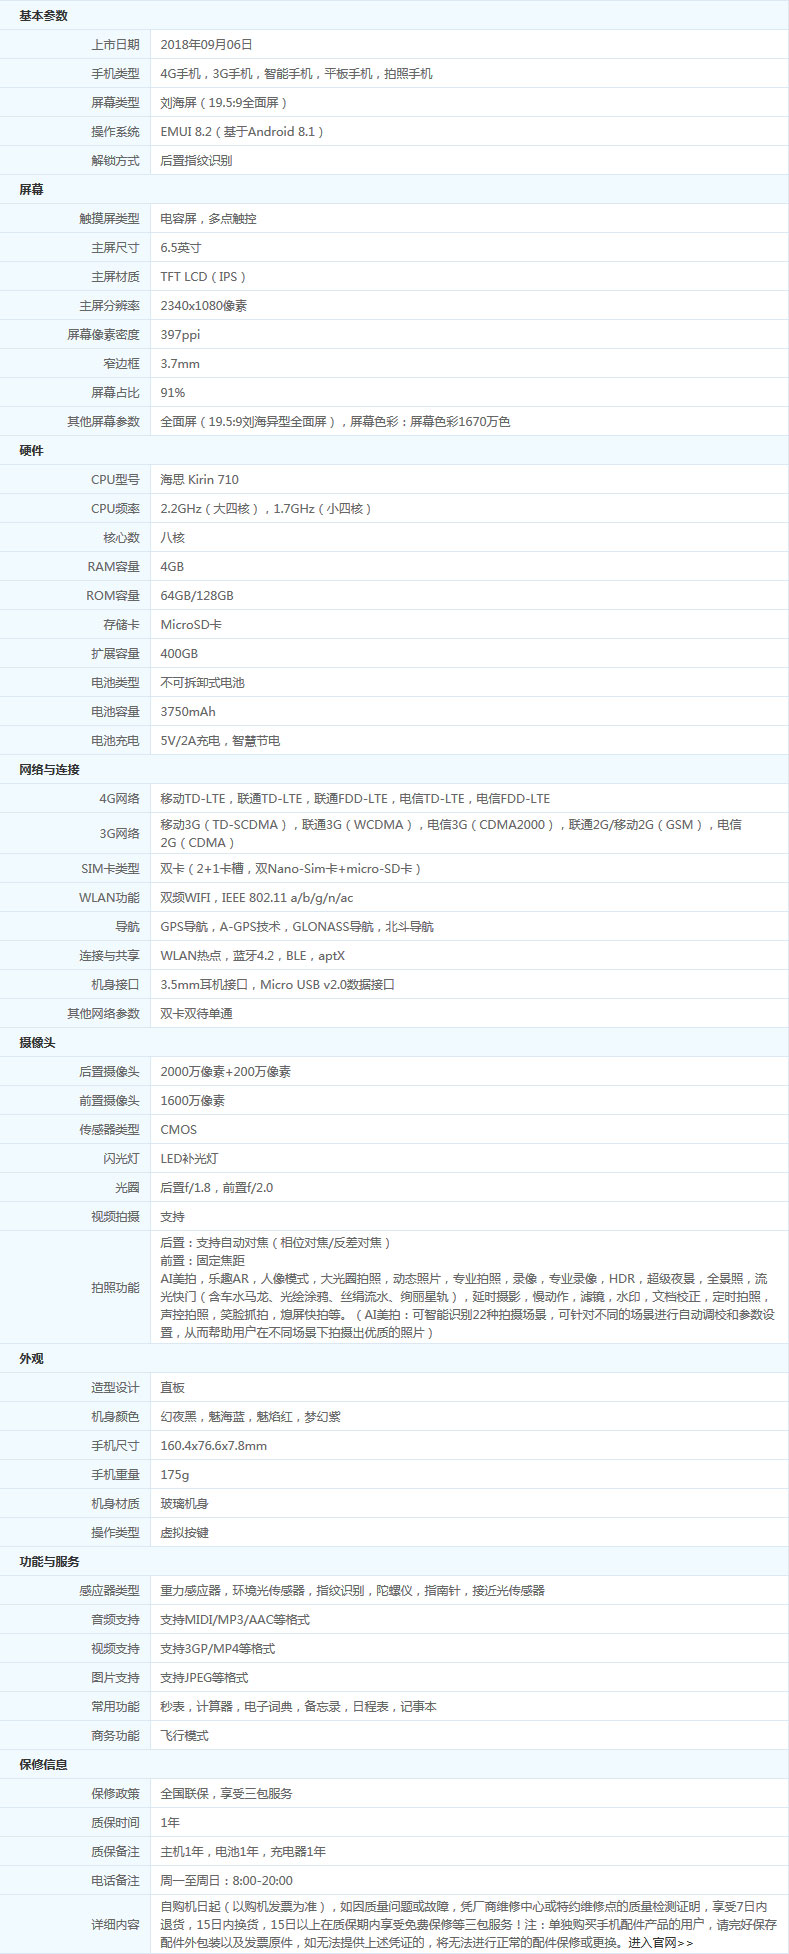 基本参数
上市日期 2018年09月06日
手机类型 4G手机，3G手机，智能手机，平板手机，拍照手机
屏幕类型 刘海屏（19.5:9全面屏）
操作系统 EMUI 8.2（基于Android 8.1）
解锁方式 后置指纹识别
屏幕
触摸屏类型 电容屏，多点触控
主屏尺寸 6.5英寸
主屏材质 TFT LCD（IPS）
主屏分辨率 2340x1080像素
屏幕像素密度 397ppi
窄边框 3.7mm
屏幕占比 91%
其他屏幕参数 全面屏（19.5:9刘海异型全面屏），屏幕色彩：屏幕色彩1670万色
硬件
CPU型号 海思 Kirin 710
CPU频率 2.2GHz（大四核），1.7GHz（小四核）
核心数 八核
RAM容量 4GB
ROM容量 64GB/128GB
存储卡 MicroSD卡
扩展容量 400GB
电池类型 不可拆卸式电池
电池容量 3750mAh
电池充电 5V/2A充电，智慧节电
网络与连接
4G网络 移动TD-LTE，联通TD-LTE，联通FDD-LTE，电信TD-LTE，电信FDD-LTE
3G网络 移动3G（TD-SCDMA），联通3G（WCDMA），电信3G（CDMA2000），联通2G/移动2G（GSM），电信
2G（CDMA）
SIM卡类型 双卡（2+1卡槽，双Nano-Sim卡+micro-SD卡）
WLAN功能 双频WIFI，IEEE 802.11 a/b/g/n/ac
导航 GPS导航，A-GPS技术，GLONASS导航，北斗导航
连接与共享 WLAN热点，蓝牙4.2，BLE，aptX
机身接口 3.5mm耳机接口，Micro USB v2.0数据接口
其他网络参数 双卡双待单通
摄像头
后置摄像头 2000万像素+200万像素
前置摄像头 1600万像素
传感器类型 CMOS
闪光灯 LED补光灯
光圈 后置f/1.8，前置f/2.0
视频拍摄 支持
拍照功能 后置：支持自动对焦（相位对焦/反差对焦）
前置：固定焦距
AI美拍，乐趣AR，人像模式，大光圈拍照，动态照片，专业拍照，录像，专业录像，HDR，超级夜景，全景照，流
光快门（含车水马龙、光绘涂鸦、丝绢流水、绚丽星轨），延时摄影，慢动作，滤镜，水印，文档校正，定时拍照，
声控拍照，笑脸抓拍，熄屏快拍等。（AI美拍：可智能识别22种拍摄场景，可针对不同的场景进行自动调校和参数设
置，从而帮助用户在不同场景下拍摄出优质的照片）
外观
造型设计 直板
机身颜色 幻夜黑，魅海蓝，魅焰红，梦幻紫
手机尺寸 160.4x76.6x7.8mm
手机重量 175g
机身材质 玻璃机身
操作类型 虚拟按键
功能与服务
感应器类型 重力感应器，环境光传感器，指纹识别，陀螺仪，指南针，接近光传感器
音频支持 支持MIDI/MP3/AAC等格式
视频支持 支持3GP/MP4等格式
图片支持 支持JPEG等格式
常用功能 秒表，计算器，电子词典，备忘录，日程表，记事本
商务功能 飞行模式
保修信息
保修政策 全国联保，享受三包服务
质保时间 1年
质保备注 主机1年，电池1年，充电器1年
电话备注 周一至周日：8:00-20:00
详细内容 自购机日起（以购机发票为准），如因质量问题或故障，凭厂商维修中心或特约维修点的质量检测证明，享受7日内
退货，15日内换货，15日以上在质保期内享受免费保修等三包服务！注：单独购买手机配件产品的用户，请完好保存
配件外包装以及发票原件，如无法提供上述凭证的，将无法进行正常的配件保修或更换。进入官网>>